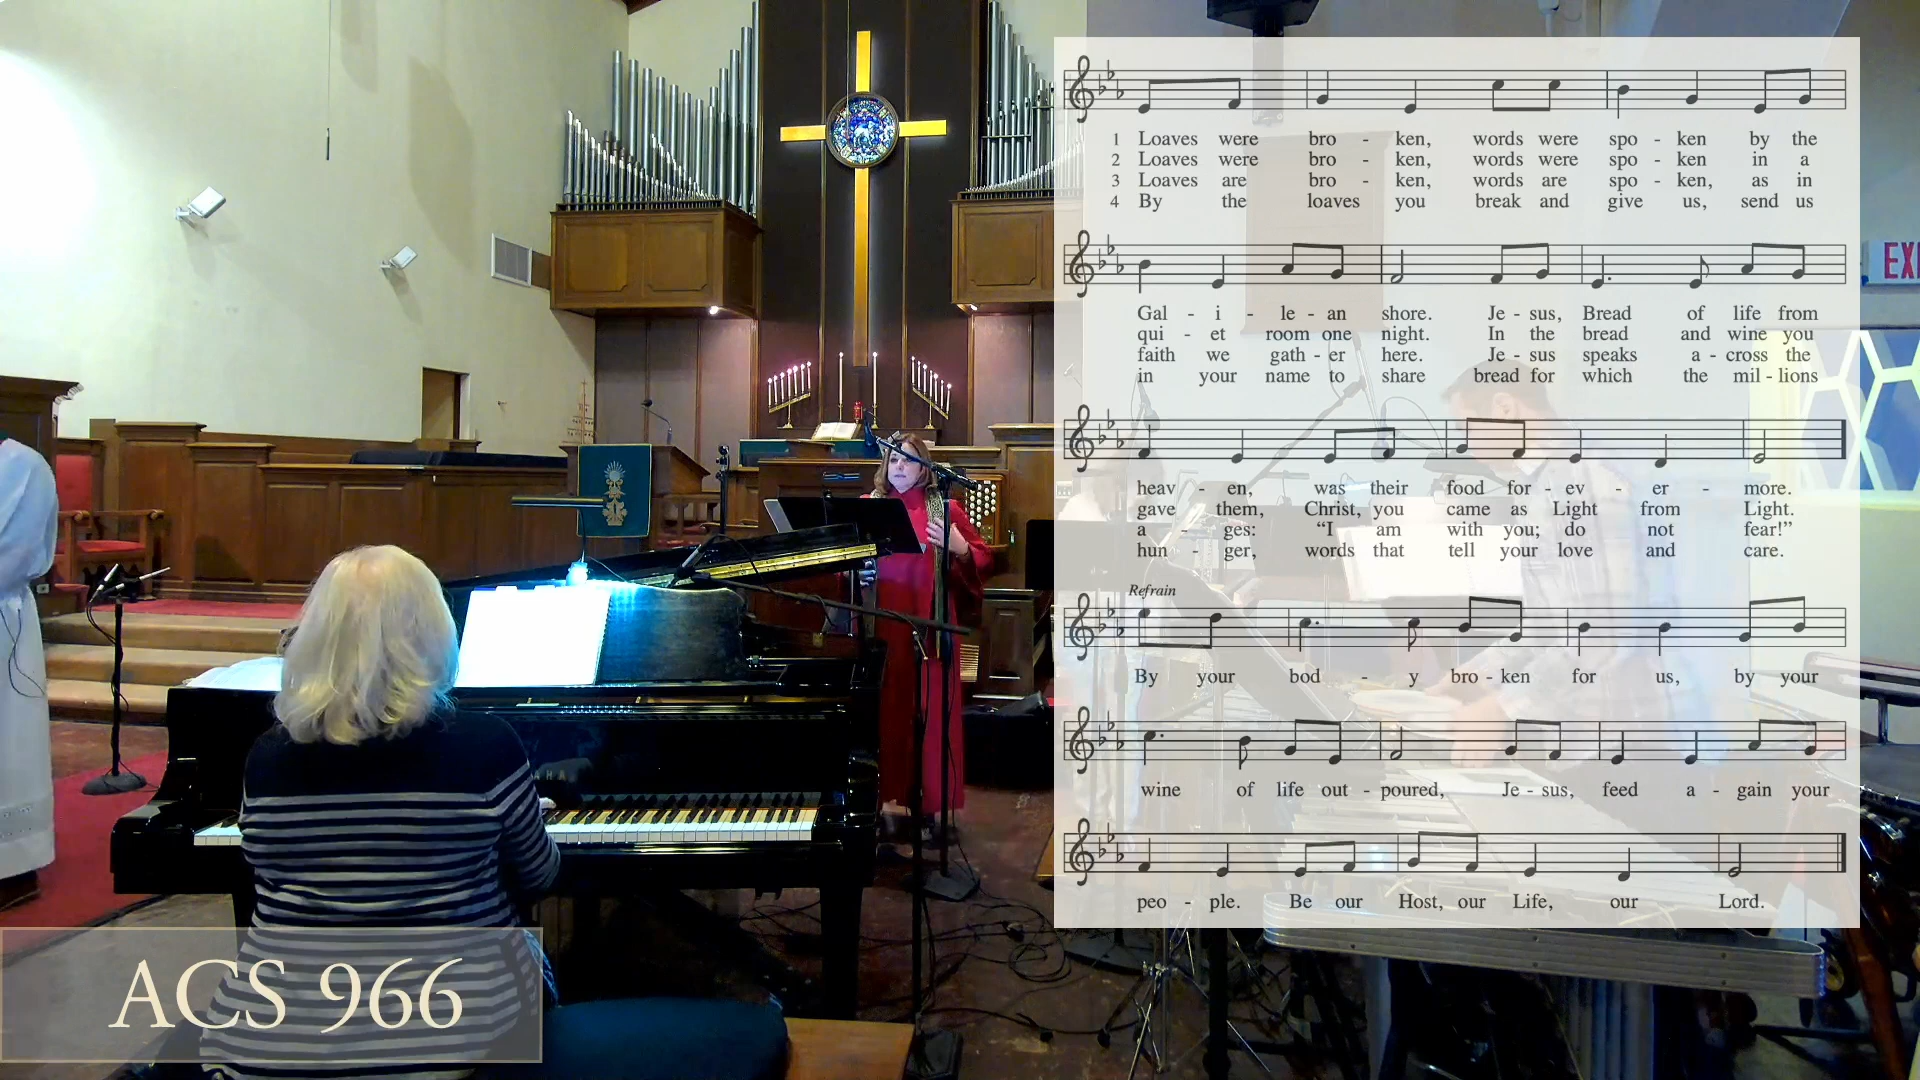 1 Loaves were bro - ken, words were spo - ken by the
2 Loaves were bro - ken, words were spo - ken in a
3 Loaves are bro - ken, words are spo - ken, as in
4 By the loaves you break and give us, send us
Gal - i - le - an shore. Je - sus, Bread of life from
qui - et room one night. In the bread and wine you
faith we gath - er here. Je - sus speaks a - cross the
in your name to share bread for which the mil - lions
heav - en, was their food for - ev - er - more.
gave them, Christ, you came as Light from Light.
a - ges: “I am with you; do not fear!”
hun - ger, words that tell your love and care.
Refrain
By your bod - y bro - ken for us, by your
wine of life out - poured, Je - sus, feed a - gain your
peo - ple. Be our Host, our Life, our Lord.
ACS 966